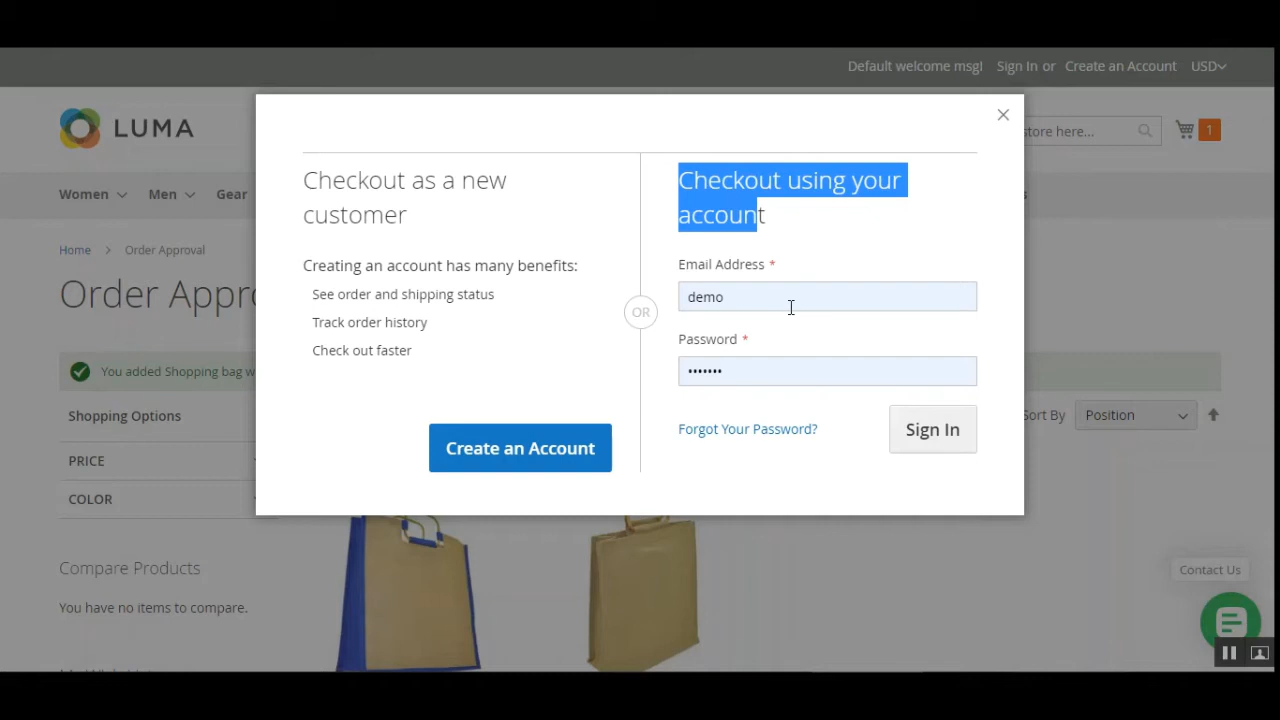 Default welcome msg! Sign In or Create an Account USD
LUMA
store here...
1
Women Men Gear
Home Order Approval
Order Appro
You added Shopping bag w
Shopping Options
Sort By Position
PRICE
COLOR
Compare Products
You have no items to compare.
Checkout as a new
customer
Creating an account has many benefits:
See order and shipping status
Track order history
Check out faster
Create an Account
OR
Checkout using your
account
Email Address *
demo
Password *
•••••••
Forgot Your Password?
Sign In
Contact Us